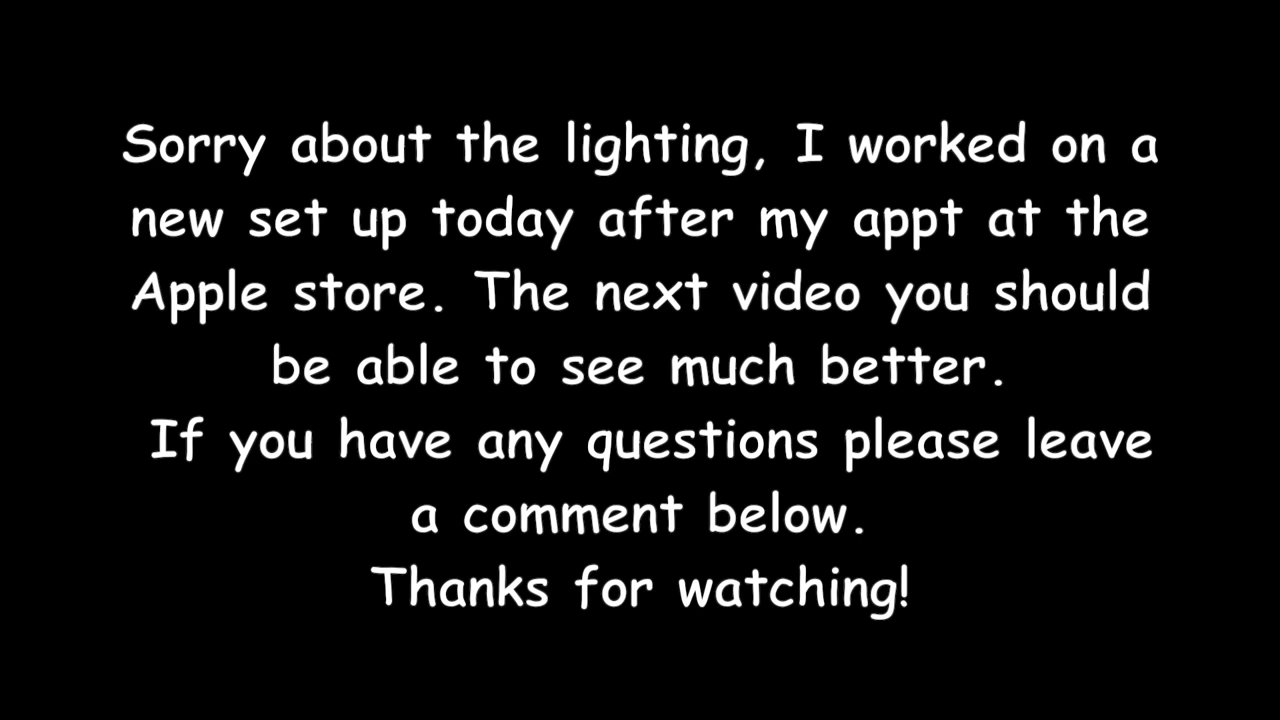 Sorry about the lighting, I worked on a
new set up today after my appt at the
Apple store. The next video you should
be able to see much better.
If you have any questions please leave
a comment below.
Thanks for watching!